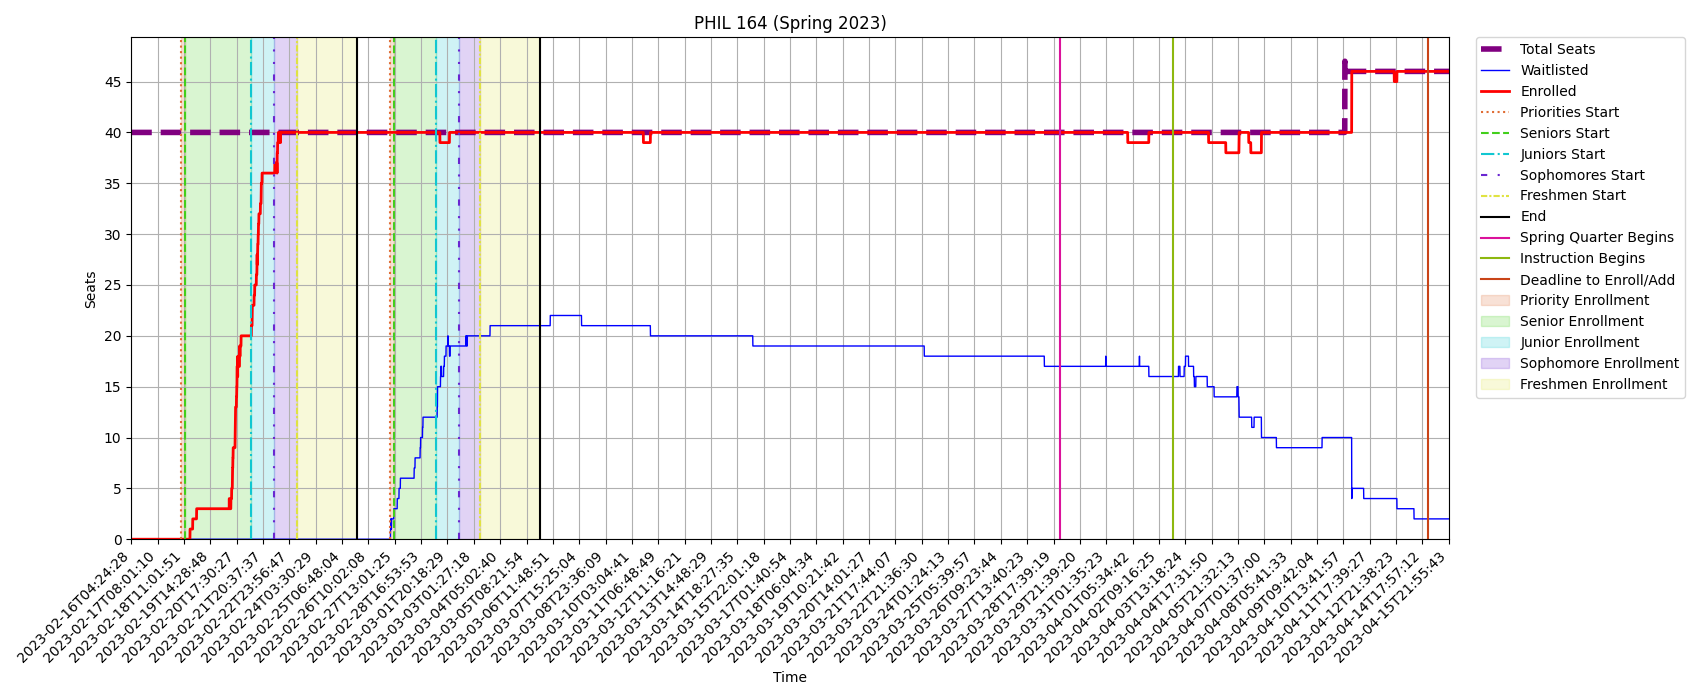 PHIL 164 (Spring 2023)
Seats
45
40
35
30
25
20
15
10
5
0
2023-02-16T04:24:28
2023-02-17T08:01:10
2023-02-18T11:01:51
2023-02-19T14:28:48
2023-02-20T17:30:27
2023-02-21T20:37:37
2023-02-22T23:56:47
2023-02-24T03:30:29
2023-02-25T06:48:04
2023-02-26T10:02:08
2023-02-27T13:01:25
2023-02-28T16:53:53
2023-03-01T20:18:29
2023-03-03T01:27:18
2023-03-04T05:02:40
2023-03-05T08:21:54
2023-03-06T11:48:51
2023-03-07T15:25:04
2023-03-08T23:36:09
2023-03-10T03:04:41
2023-03-11T06:48:49
2023-03-12T11:16:21
2023-03-13T14:48:29
2023-03-14T18:27:35
2023-03-15T22:01:18
2023-03-17T01:40:54
2023-03-18T06:04:34
2023-03-19T10:21:42
2023-03-20T14:01:27
2023-03-21T17:44:07
2023-03-22T21:36:30
2023-03-24T01:24:13
2023-03-25T05:39:57
2023-03-26T09:23:44
2023-03-27T13:40:23
2023-03-28T17:39:19
2023-03-29T21:39:20
2023-03-31T01:35:23
2023-04-01T05:34:42
2023-04-02T09:16:25
2023-04-03T13:18:24
2023-04-04T17:31:50
2023-04-05T21:32:13
2023-04-07T01:37:00
2023-04-08T05:41:33
2023-04-09T09:42:04
2023-04-10T13:41:57
2023-04-11T17:39:27
2023-04-12T21:38:23
2023-04-14T17:57:12
2023-04-15T21:55:43
Time
Total Seats
Waitlisted
Enrolled
Priorities Start
Seniors Start
Juniors Start
Sophomores Start
Freshmen Start
End
Spring Quarter Begins
Instruction Begins
Deadline to Enroll/Add
Priority Enrollment
Senior Enrollment
Junior Enrollment
Sophomore Enrollment
Freshmen Enrollment